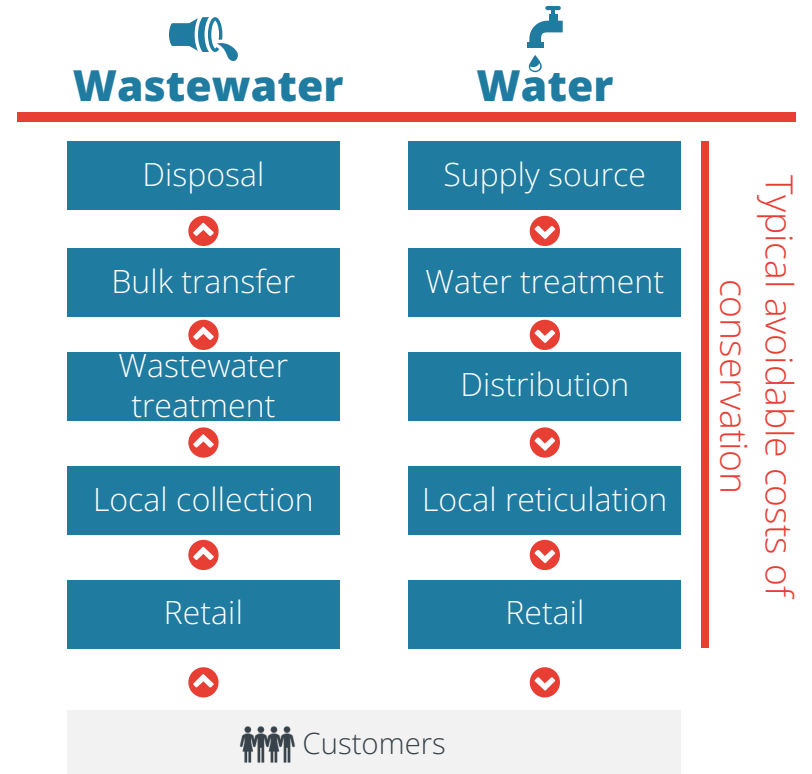 Wastewater
Water
Disposal
Supply source
Bulk transfer
Water treatment
Wastewater
treatment
Distribution
Local collection
Local reticulation
Retail
Retail
Typical avoidable costs of
conservation
Customers